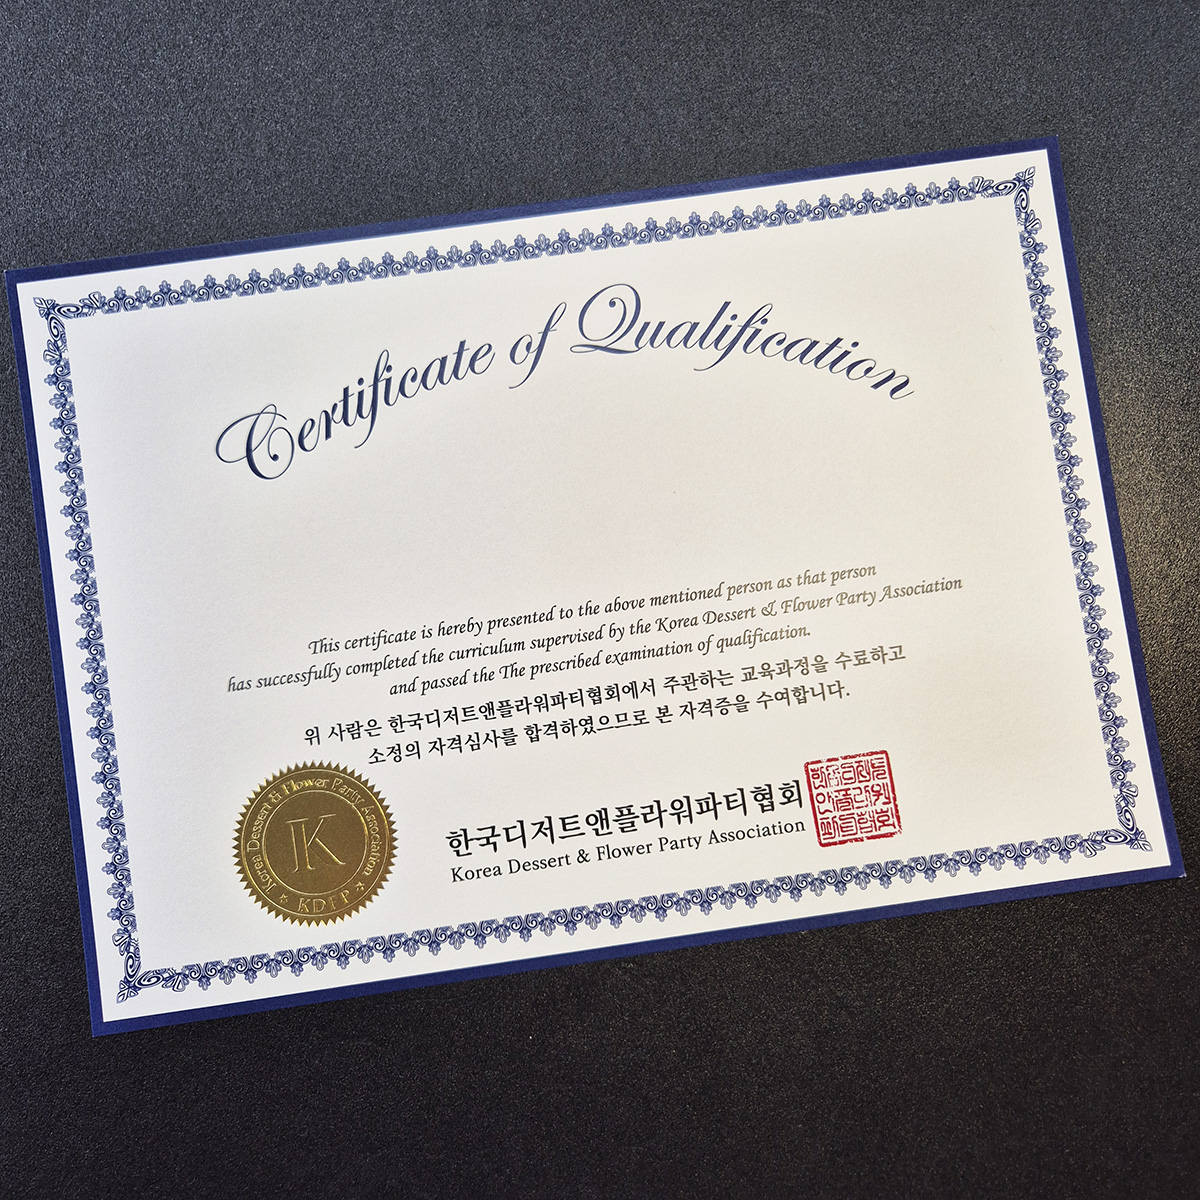 Certificate of Qualification
This certificate is hereby presented to the above mentioned person as that person
has successfully completed the curriculum supervised by the Korea Dessert & Flower Party Association
and passed the The prescribed examination of qualification.
위 사람은 한국디저트앤플라워파티협회에서 주관하는 교육과정을 수료하고
소정의 자격심사를 합격하였으므로 본 자격증을 수여합니다.
Korea Dessert & Flower Party Association
K
KDFP
한국디저트앤플라워파티협회
Korea Dessert & Flower Party Association